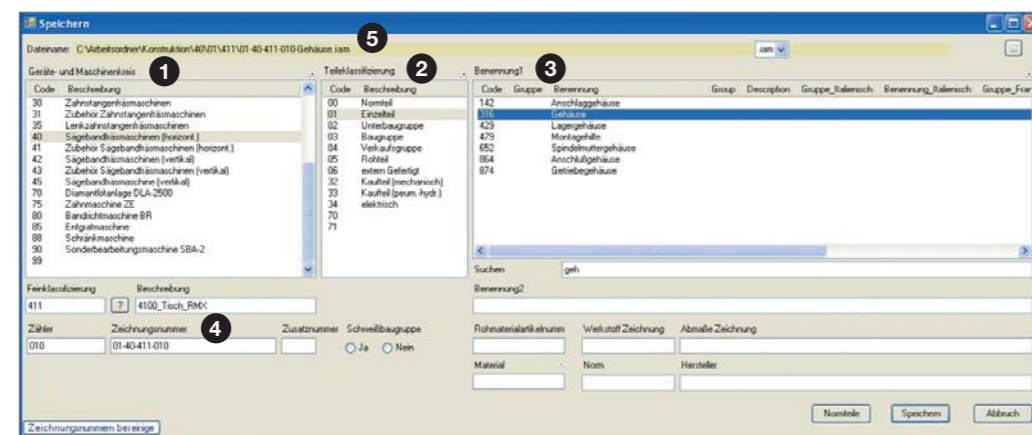 Speichern
Dateiname: C:\Arbeitsordner\Konstruktion\40\01\411\01-40-411-010-Gehäuse.iam
5
.iam
...
Geräte- und Maschinenkreis
1
Code Beschreibung
30 Zahnstangenfräsmaschinen
31 Zubehör Zahnstangenfräsmaschinen
35 Lenkzahnstangenfräsmaschinen
40 Sägebandfräsmaschinen (horizont.)
41 Zubehör Sägebandfräsmaschinen (horizont.)
42 Sägebandfräsmaschinen (vertikal)
43 Zubehör Sägebandfräsmaschinen (vertikal)
45 Sägebandfräsmaschine (vertikal)
70 Diamantlötanlage DLA-2500
75 Zahnmaschine ZE
80 Bandrichtmaschine BR
85 Entgratmaschine
88 Schränkmaschine
90 Sonderbearbeitungsmaschine SBA-2
99
Teileklassifizierung
2
Code Beschreibung
00 Normteil
01 Einzelteil
02 Unterbaugruppe
03 Baugruppe
04 Verkaufsgruppe
05 Rohteil
06 extern Gefertigt
32 Kaufteil (mechanisch)
33 Kaufteil (pneum.-hydr.)
34 elektrisch
70
71
Benennung1
3
Code Gruppe Benennung Group Description Gruppe_Italienisch Benennung_Italienisch Gruppe_Fran
142 Anschlaggehäuse
316 Gehäuse
429 Lagergehäuse
479 Montagehilfe
652 Spindelmuttergehäuse
864 Anschlußgehäuse
874 Getriebegehäuse
Suchen geh
Feinklassifizierung Beschreibung
411 ? 4100_Tisch_RMX
Benennung2
Zähler Zeichnungsnummer
4
Zusatznummer Schweißbaugruppe
010 01-40-411-010
Ja Nein
Rohmaterialartikelnumm Werkstoff Zeichnung Abmaße Zeichnung
Material Norm Hersteller
Normteile Speichern Abbruch
Zeichnungsnummern bereinige